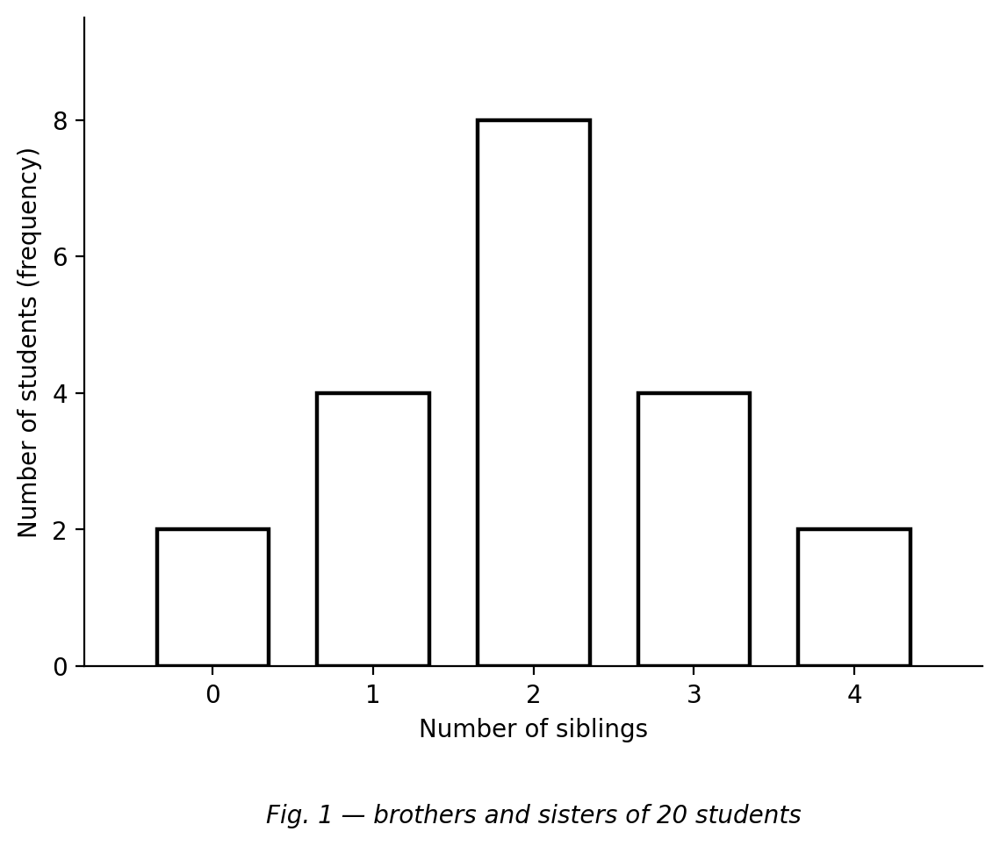 Number of students (frequency)
8
6
4
2
0
0 1 2 3 4
Number of siblings
Fig. 1 — brothers and sisters of 20 students